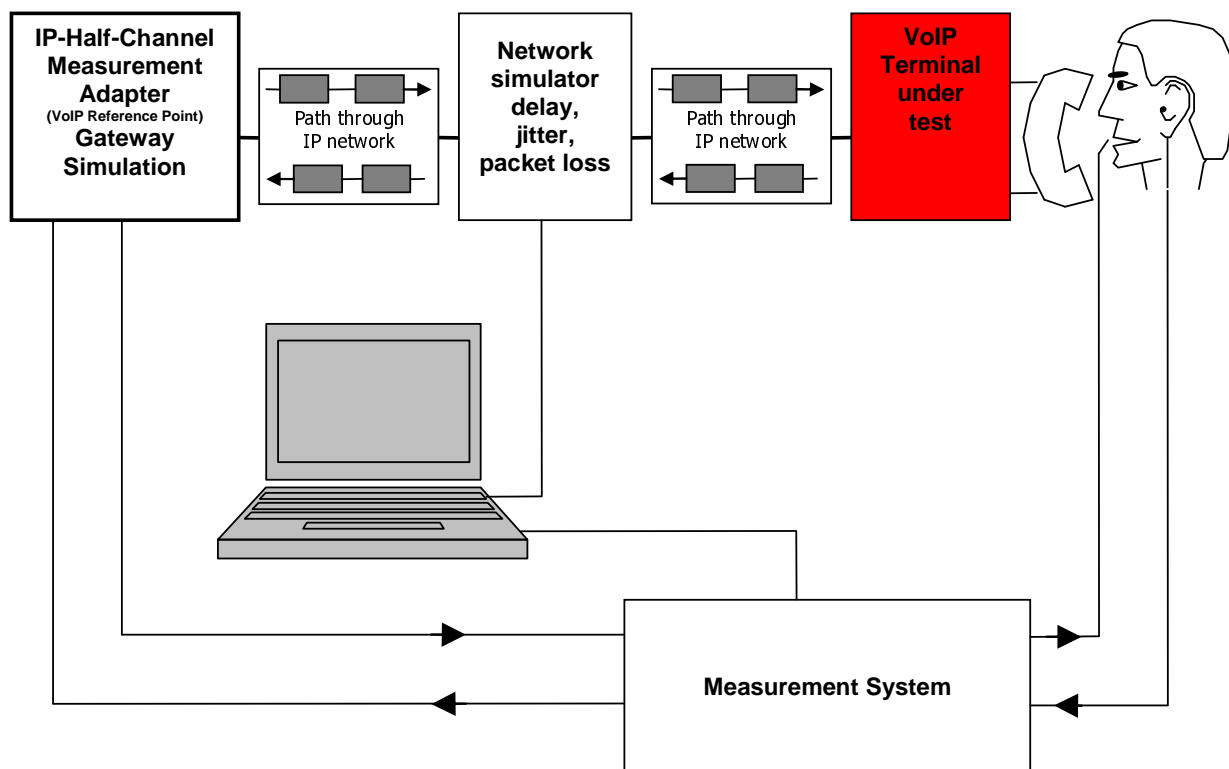 IP-Half-Channel
Measurement
Adapter
(VoIP Reference Point)
Gateway
Simulation
Path through
IP network
Network
simulator
delay,
jitter,
packet loss
Path through
IP network
VoIP
Terminal
under
test
Measurement System